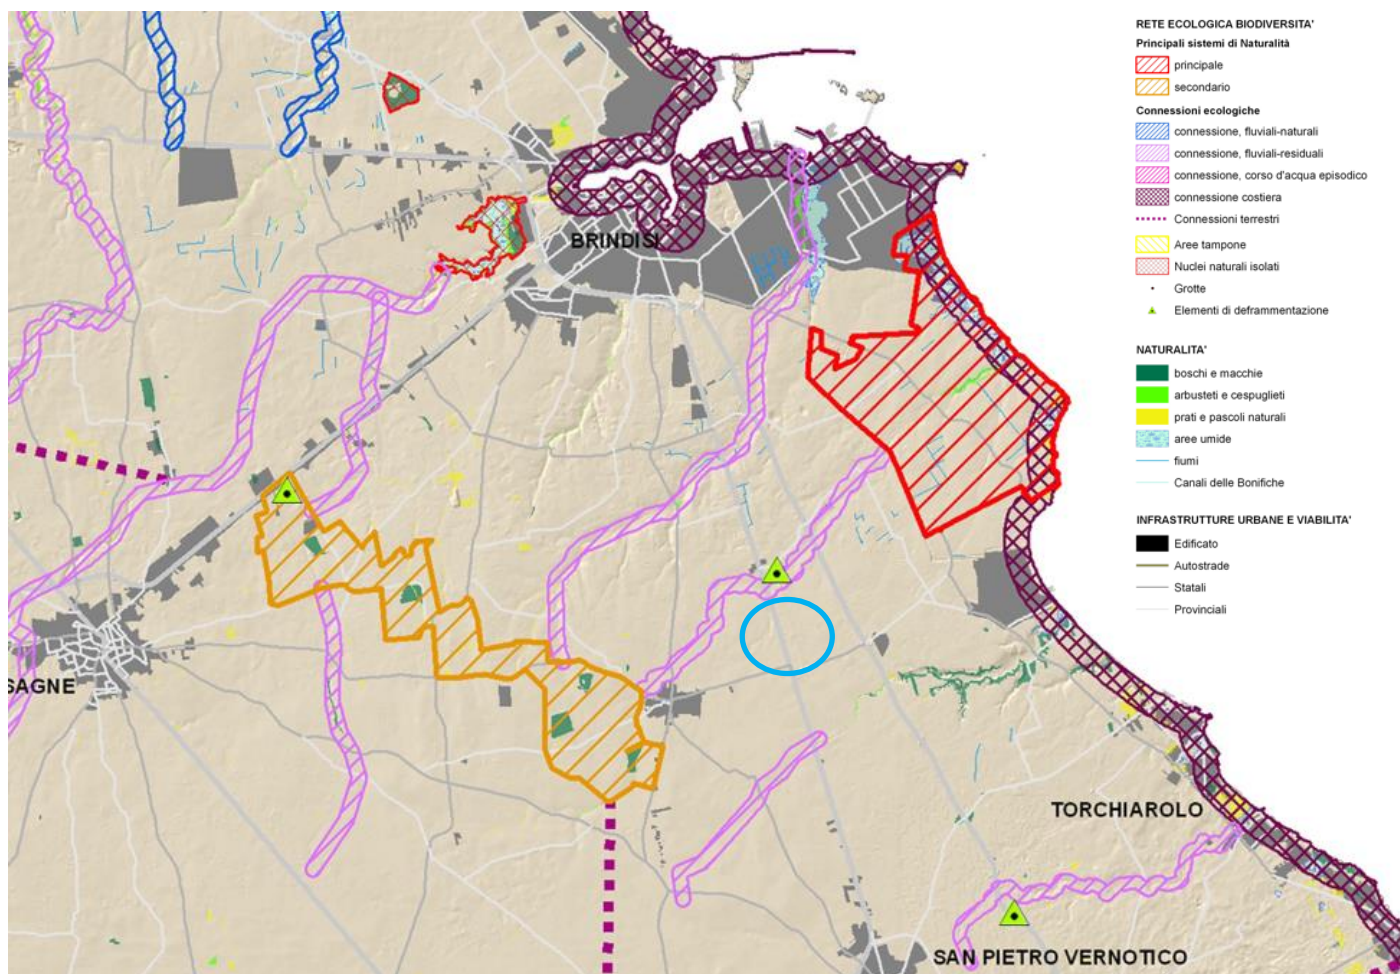 BRINDISI
SAGNE
TORCHIAROLO
SAN PIETRO VERNOTICO
RETE ECOLOGICA BIODIVERSITA'
Principali sistemi di Naturalità
principale
secondario
Connessioni ecologiche
connessione, fluviali-naturali
connessione, fluviali-residuali
connessione, corso d'acqua episodico
connessione costiera
Connessioni terrestri
Aree tampone
Nuclei naturali isolati
Grotte
Elementi di deframmentazione
NATURALITA'
boschi e macchie
arbusteti e cespuglieti
prati e pascoli naturali
aree umide
fiumi
Canali delle Bonifiche
INFRASTRUTTURE URBANE E VIABILITA'
Edificato
Autostrade
Statali
Provinciali